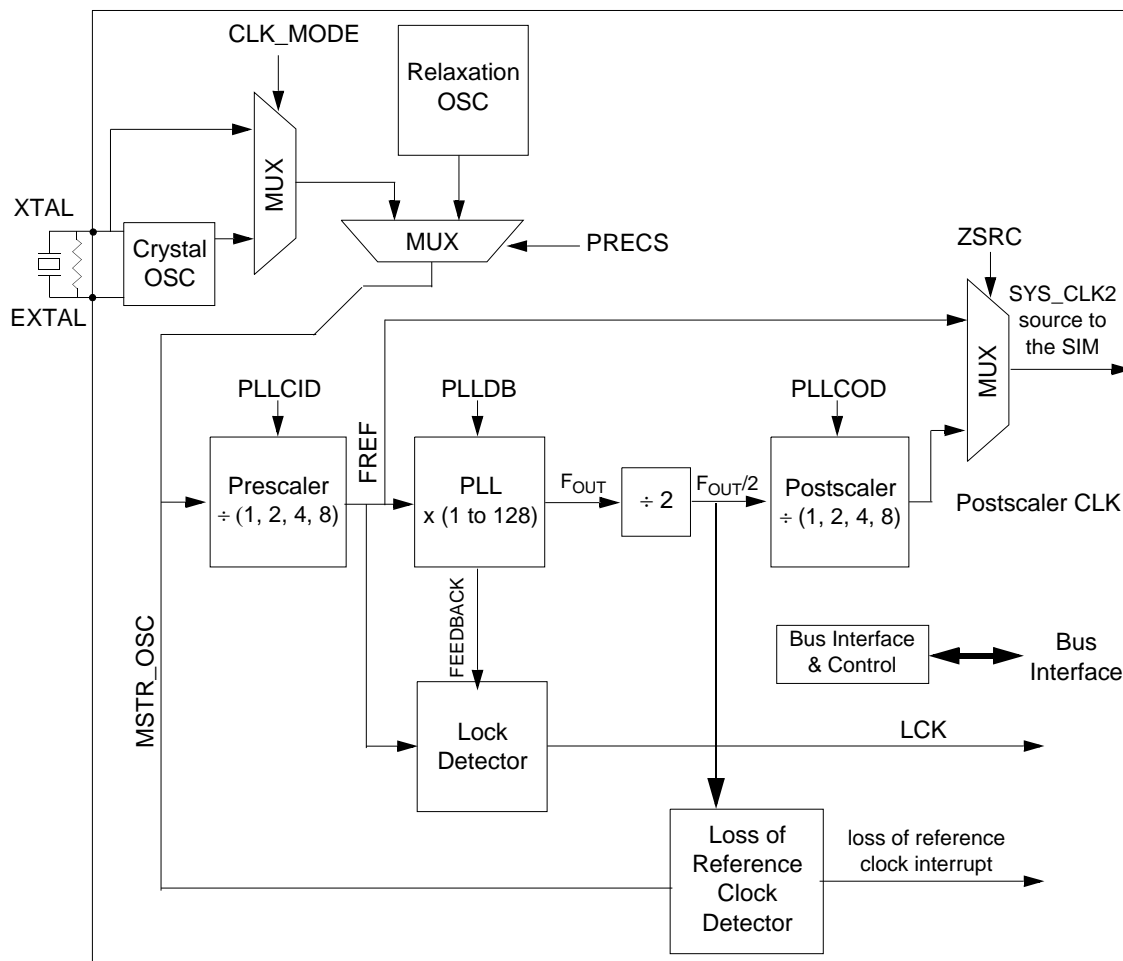 CLK_MODE
Relaxation
OSC
MUX
XTAL
Crystal
OSC
EXTAL
MUX
PRECS
ZSRC
SYS_CLK2
source to
the SIM
MUX
PLLCID
FREF
PLLDB
PLLCOD
Prescaler
÷ (1, 2, 4, 8)
PLL
x (1 to 128)
FOUT
÷ 2
FOUT/2
Postscaler
÷ (1, 2, 4, 8)
Postscaler CLK
MSTR_OSC
FEEDBACK
Bus Interface
& Control
Bus
Interface
Lock
Detector
LCK
Loss of
Reference
Clock
Detector
loss of reference
clock interrupt